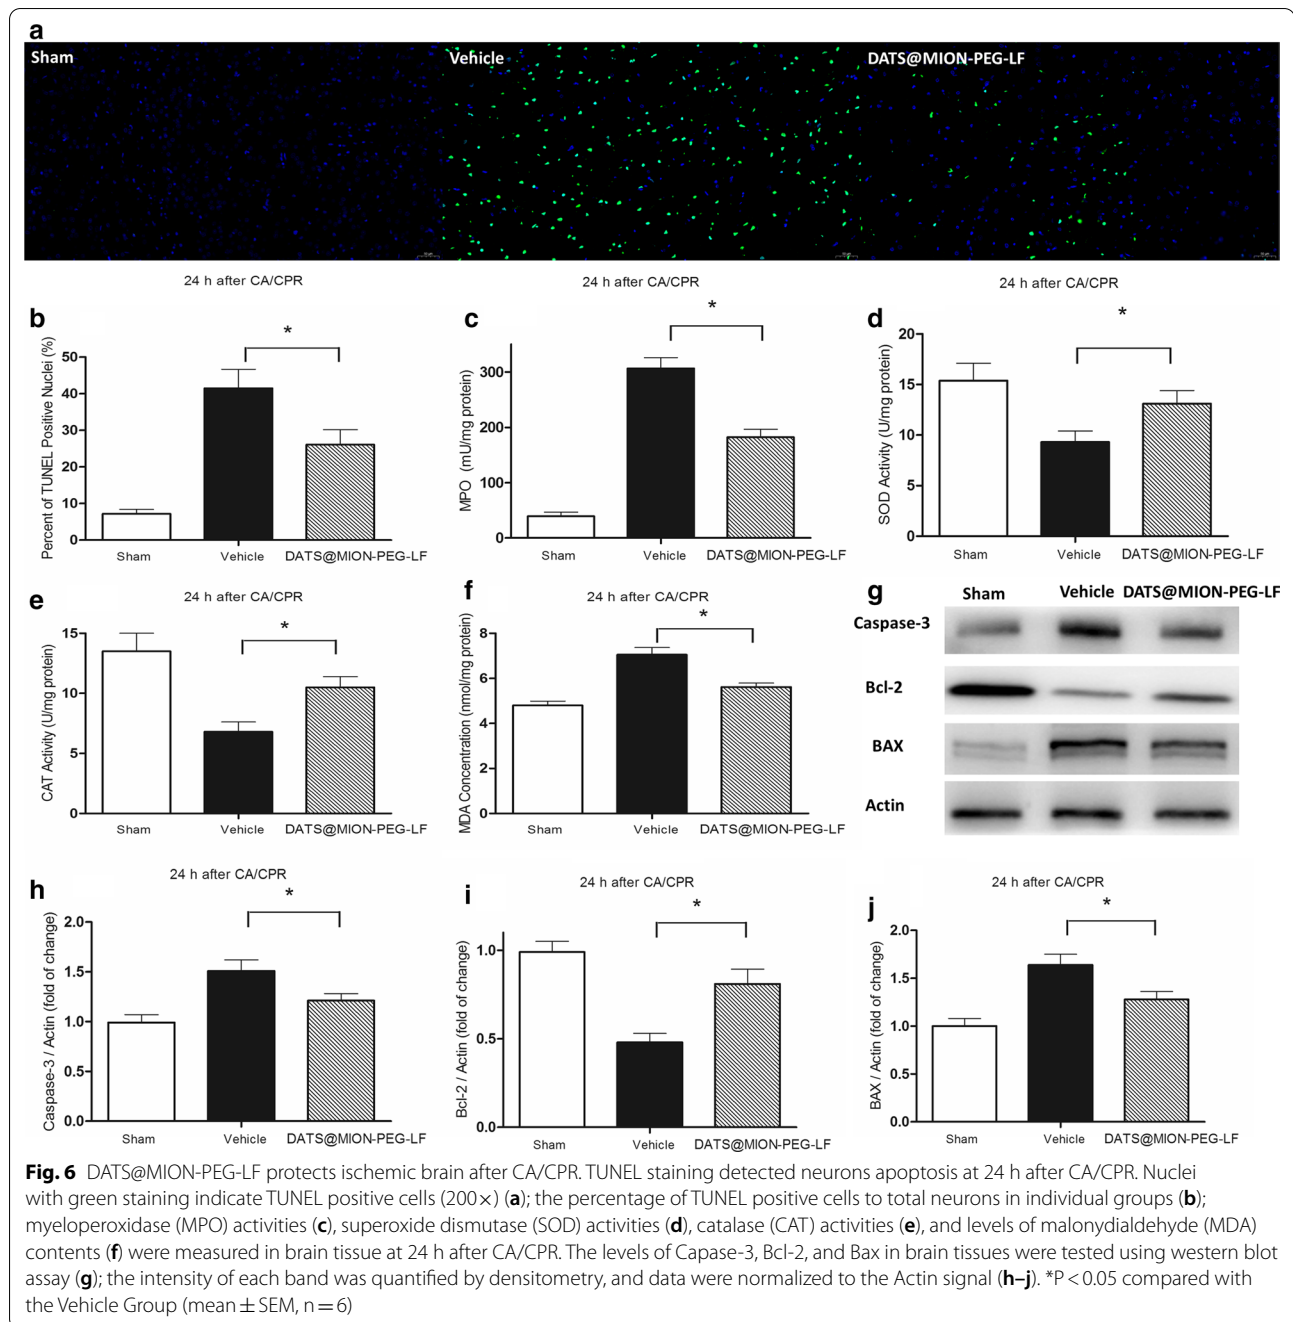 a
Sham
Vehicle
DATS@MION-PEG-LF
b
24 h after CA/CPR
*
Percent of TUNEL Positive Nuclei (%)
50
40
30
20
10
0
Sham
Vehicle
DATS@MION-PEG-LF
c
24 h after CA/CPR
*
MPO (mU/mg protein)
300
200
100
0
Sham
Vehicle
DATS@MION-PEG-LF
d
24 h after CA/CPR
*
SOD Activity (U/mg protein)
20
15
10
5
0
Sham
Vehicle
DATS@MION-PEG-LF
e
24 h after CA/CPR
*
CAT Activity (U/mg protein)
15
10
5
0
Sham
Vehicle
DATS@MION-PEG-LF
f
24 h after CA/CPR
*
MDA Concentration (nmol/mg protein)
8
6
4
2
0
Sham
Vehicle
DATS@MION-PEG-LF
g
Sham
Vehicle
DATS@MION-PEG-LF
Caspase-3
Bcl-2
BAX
Actin
h
24 h after CA/CPR
*
Caspase-3 / Actin (fold of change)
2.0
1.5
1.0
0.5
0.0
Sham
Vehicle
DATS@MION-PEG-LF
i
24 h after CA/CPR
*
Bcl-2 / Actin (fold of change)
1.0
0.5
0.0
Sham
Vehicle
DATS@MION-PEG-LF
j
24 h after CA/CPR
*
BAX / Actin (fold of change)
2.0
1.5
1.0
0.5
0.0
Sham
Vehicle
DATS@MION-PEG-LF
Fig. 6 DATS@MION-PEG-LF protects ischemic brain after CA/CPR. TUNEL staining detected neurons apoptosis at 24 h after CA/CPR. Nuclei
with green staining indicate TUNEL positive cells (200×) (a); the percentage of TUNEL positive cells to total neurons in individual groups (b);
myeloperoxidase (MPO) activities (c), superoxide dismutase (SOD) activities (d), catalase (CAT) activities (e), and levels of malonydialdehyde (MDA)
contents (f) were measured in brain tissue at 24 h after CA/CPR. The levels of Capase-3, Bcl-2, and Bax in brain tissues were tested using western blot
assay (g); the intensity of each band was quantified by densitometry, and data were normalized to the Actin signal (h–j). *P < 0.05 compared with
the Vehicle Group (mean ± SEM, n = 6)